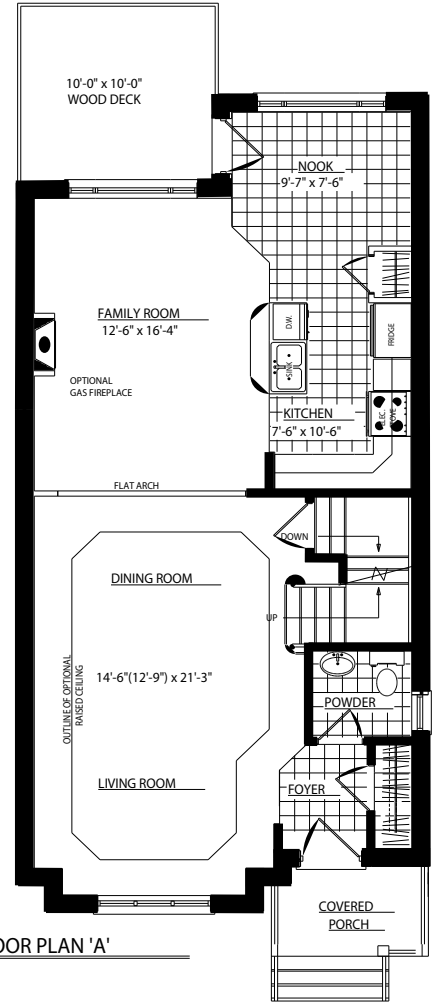 10'-0" x 10'-0"
WOOD DECK
NOOK
9'-7" x 7'-6"
FAMILY ROOM
12'-6" x 16'-4"
D.W.
SINK
FRIDGE
OPTIONAL
GAS FIREPLACE
KITCHEN
7'-6" x 10'-6"
ELEC.
STOVE
FLAT ARCH
DOWN
DINING ROOM
UP
14'-6"(12'-9") x 21'-3"
OUTLINE OF OPTIONAL
RAISED CEILING
POWDER
LIVING ROOM
FOYER
COVERED
PORCH
OOR PLAN 'A'